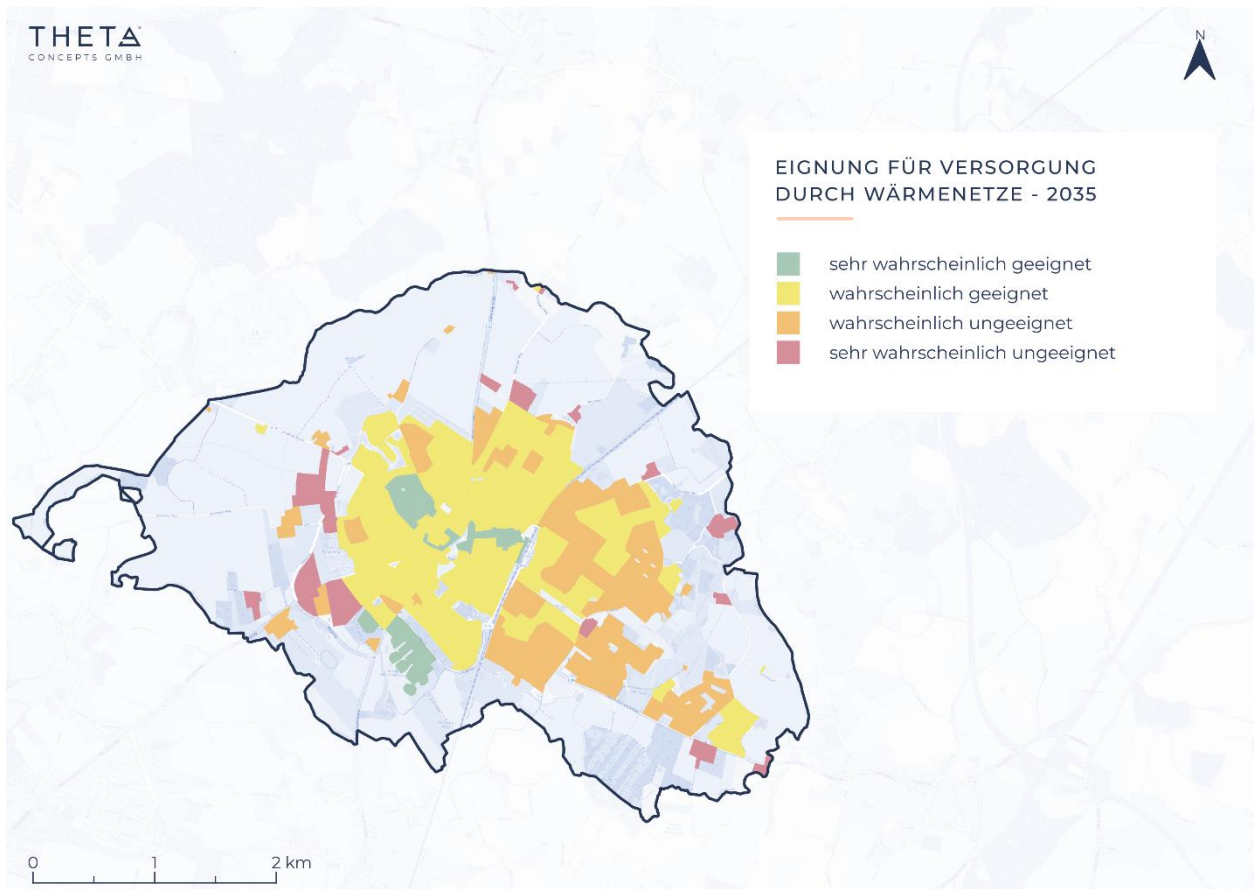 THETA
CONCEPTS GMBH
N
EIGNUNG FÜR VERSORGUNG
DURCH WÄRMENETZE - 2035
sehr wahrscheinlich geeignet
wahrscheinlich geeignet
wahrscheinlich ungeeignet
sehr wahrscheinlich ungeeignet
0 1 2 km